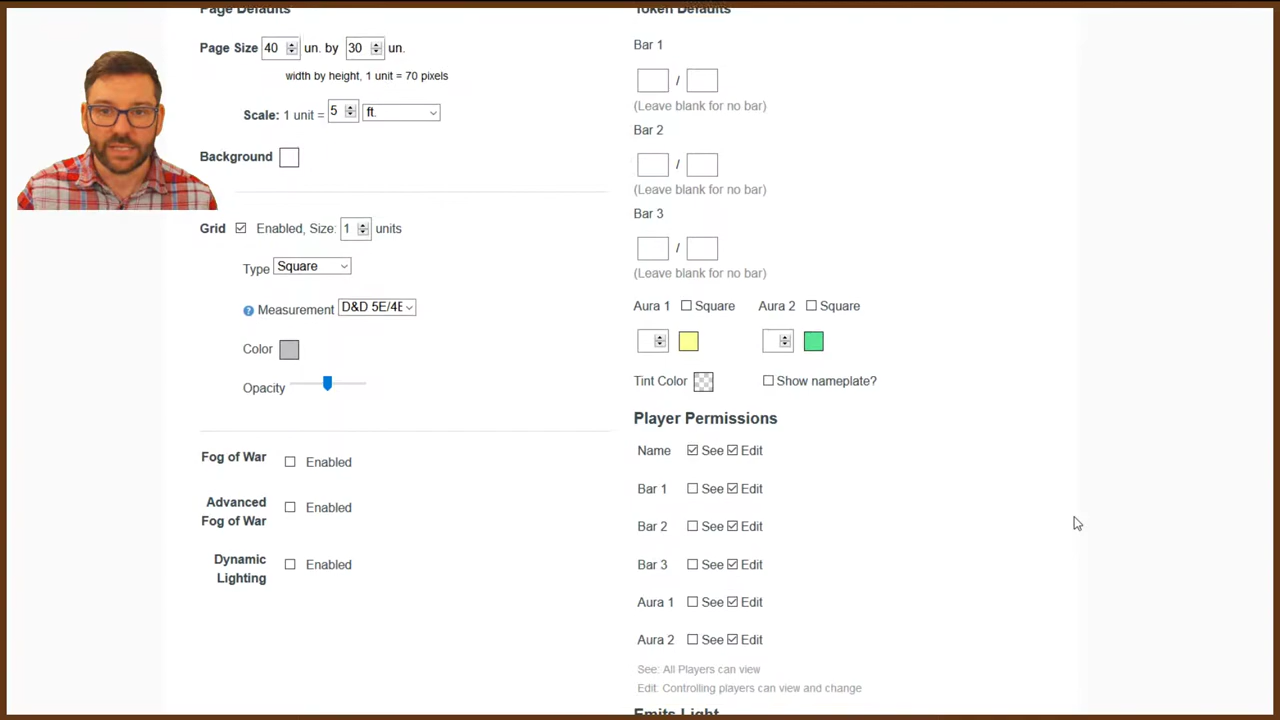 Page Defaults
Page Size 40 un. by 30 un.
width by height, 1 unit = 70 pixels
Scale: 1 unit = 5 ft.
Background
Grid Enabled, Size: 1 units
Type Square
? Measurement D&D 5E/4E
Color
Opacity
Fog of War Enabled
Advanced
Fog of War
Enabled
Dynamic
Lighting
Enabled
Token Defaults
Bar 1
/
(Leave blank for no bar)
Bar 2
/
(Leave blank for no bar)
Bar 3
/
(Leave blank for no bar)
Aura 1 Square Aura 2 Square
Tint Color Show nameplate?
Player Permissions
Name See Edit
Bar 1 See Edit
Bar 2 See Edit
Bar 3 See Edit
Aura 1 See Edit
Aura 2 See Edit
See: All Players can view
Edit: Controlling players can view and change
Emits Light